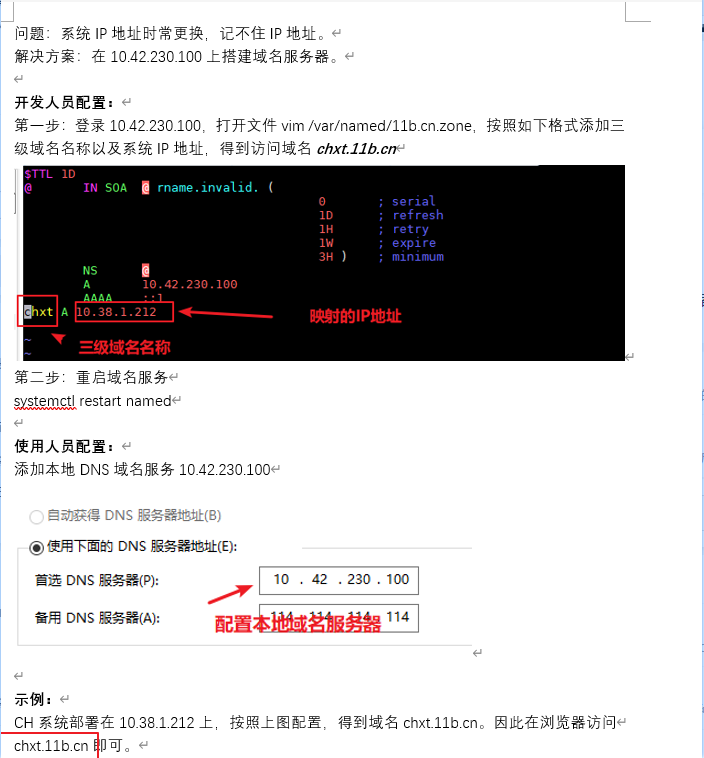 问题：系统 IP 地址时常更换，记不住 IP 地址。
解决方案：在 10.42.230.100 上搭建域名服务器。
开发人员配置：
第一步：登录 10.42.230.100，打开文件 vim /var/named/11b.cn.zone，按照如下格式添加三
级域名名称以及系统 IP 地址，得到访问域名 chxt.11b.cn
$TTL 1D
@ IN SOA @ rname.invalid. (
0 ; serial
1D ; refresh
1H ; retry
1W ; expire
3H ) ; minimum
NS @
A 10.42.230.100
AAAA ::1
chxt A 10.38.1.212
映射的IP地址
~
三级域名名称
~
第二步：重启域名服务
systemctl restart named
使用人员配置：
添加本地 DNS 域名服务 10.42.230.100
自动获得 DNS 服务器地址(B)
使用下面的 DNS 服务器地址(E):
首选 DNS 服务器(P): 10 . 42 . 230 . 100
备用 DNS 服务器(A): 114 . 114 . 114 . 114
配置本地域名服务器
示例：
CH 系统部署在 10.38.1.212 上，按照上图配置，得到域名 chxt.11b.cn。因此在浏览器访问
chxt.11b.cn 即可。